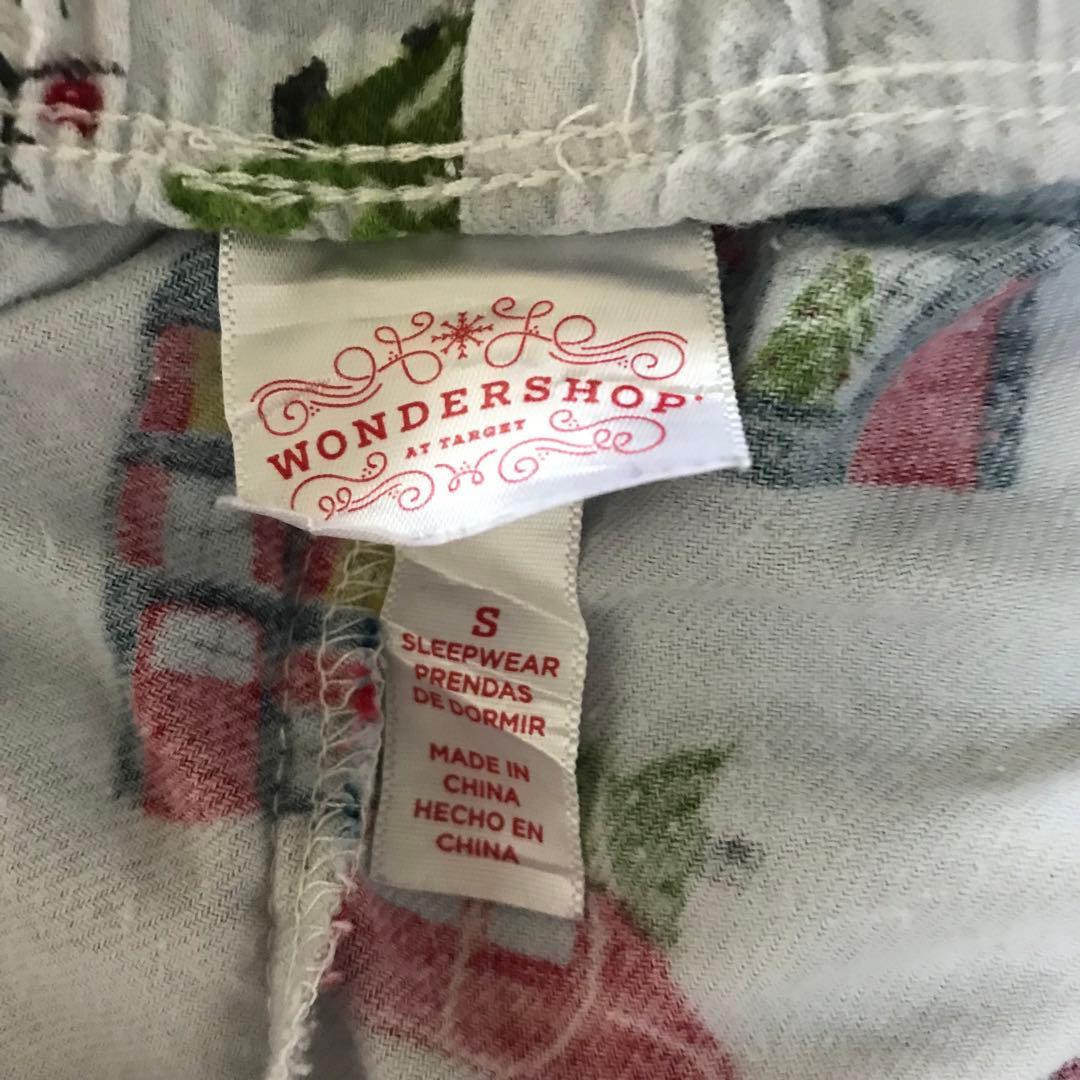 WONDERSHOP
AT TARGET
S
SLEEPWEAR
PRENDAS
DE DORMIR
MADE IN
CHINA
HECHO EN
CHINA